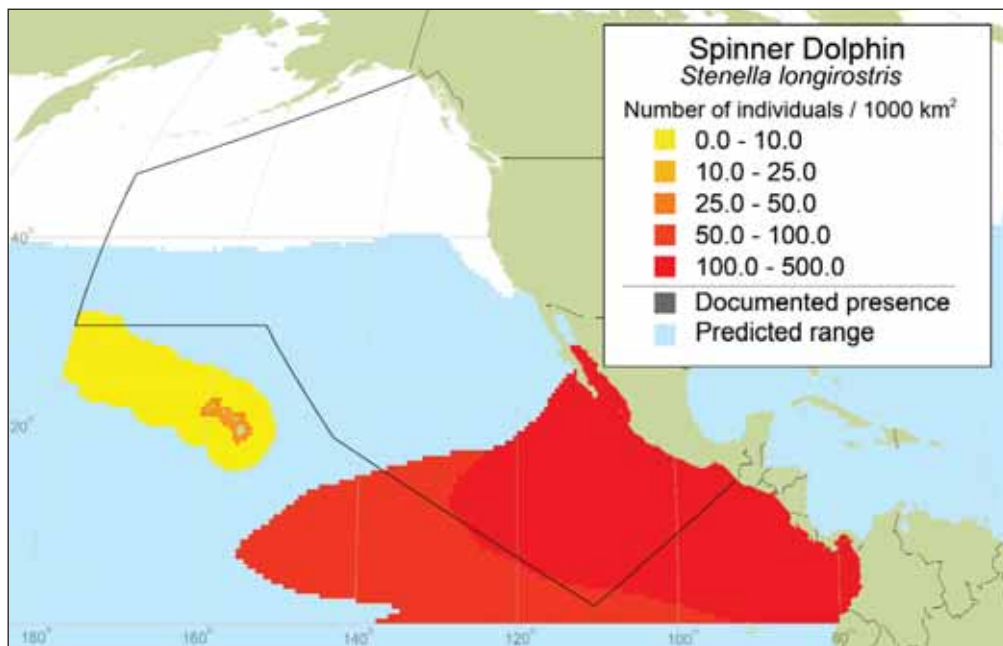 Spinner Dolphin
Stenella longirostris
Number of individuals / 1000 km²
0.0 - 10.0
10.0 - 25.0
25.0 - 50.0
50.0 - 100.0
100.0 - 500.0
Documented presence
Predicted range
40°
20°
180° 160° 140° 120° 100° 80°